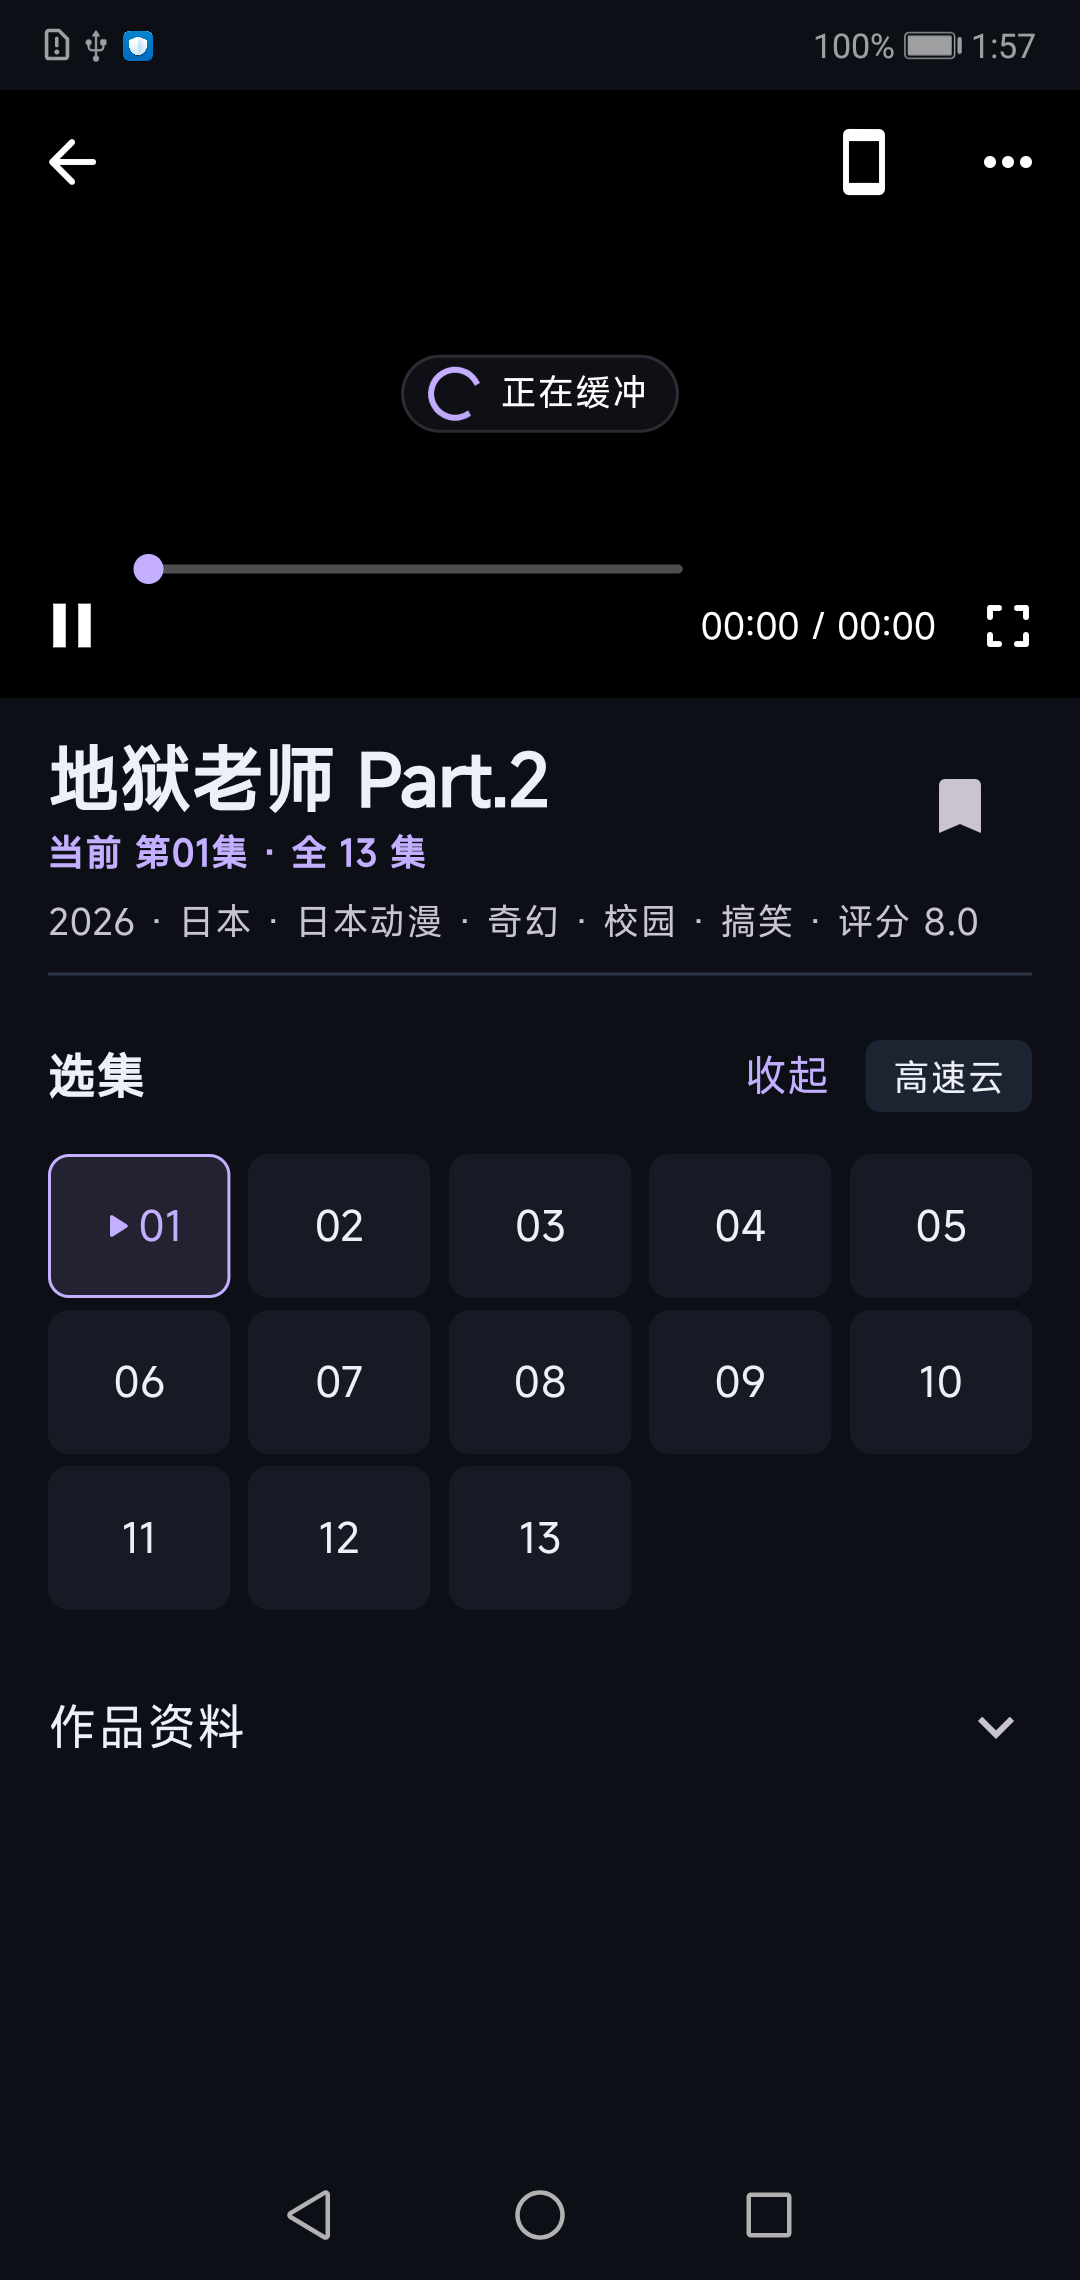 100% 1:57
正在缓冲
00:00 / 00:00
地狱老师 Part.2
当前 第01集 · 全 13 集
2026 · 日本 · 日本动漫 · 奇幻 · 校园 · 搞笑 · 评分 8.0
选集 收起 高速云
01 02 03 04 05
06 07 08 09 10
11 12 13
作品资料